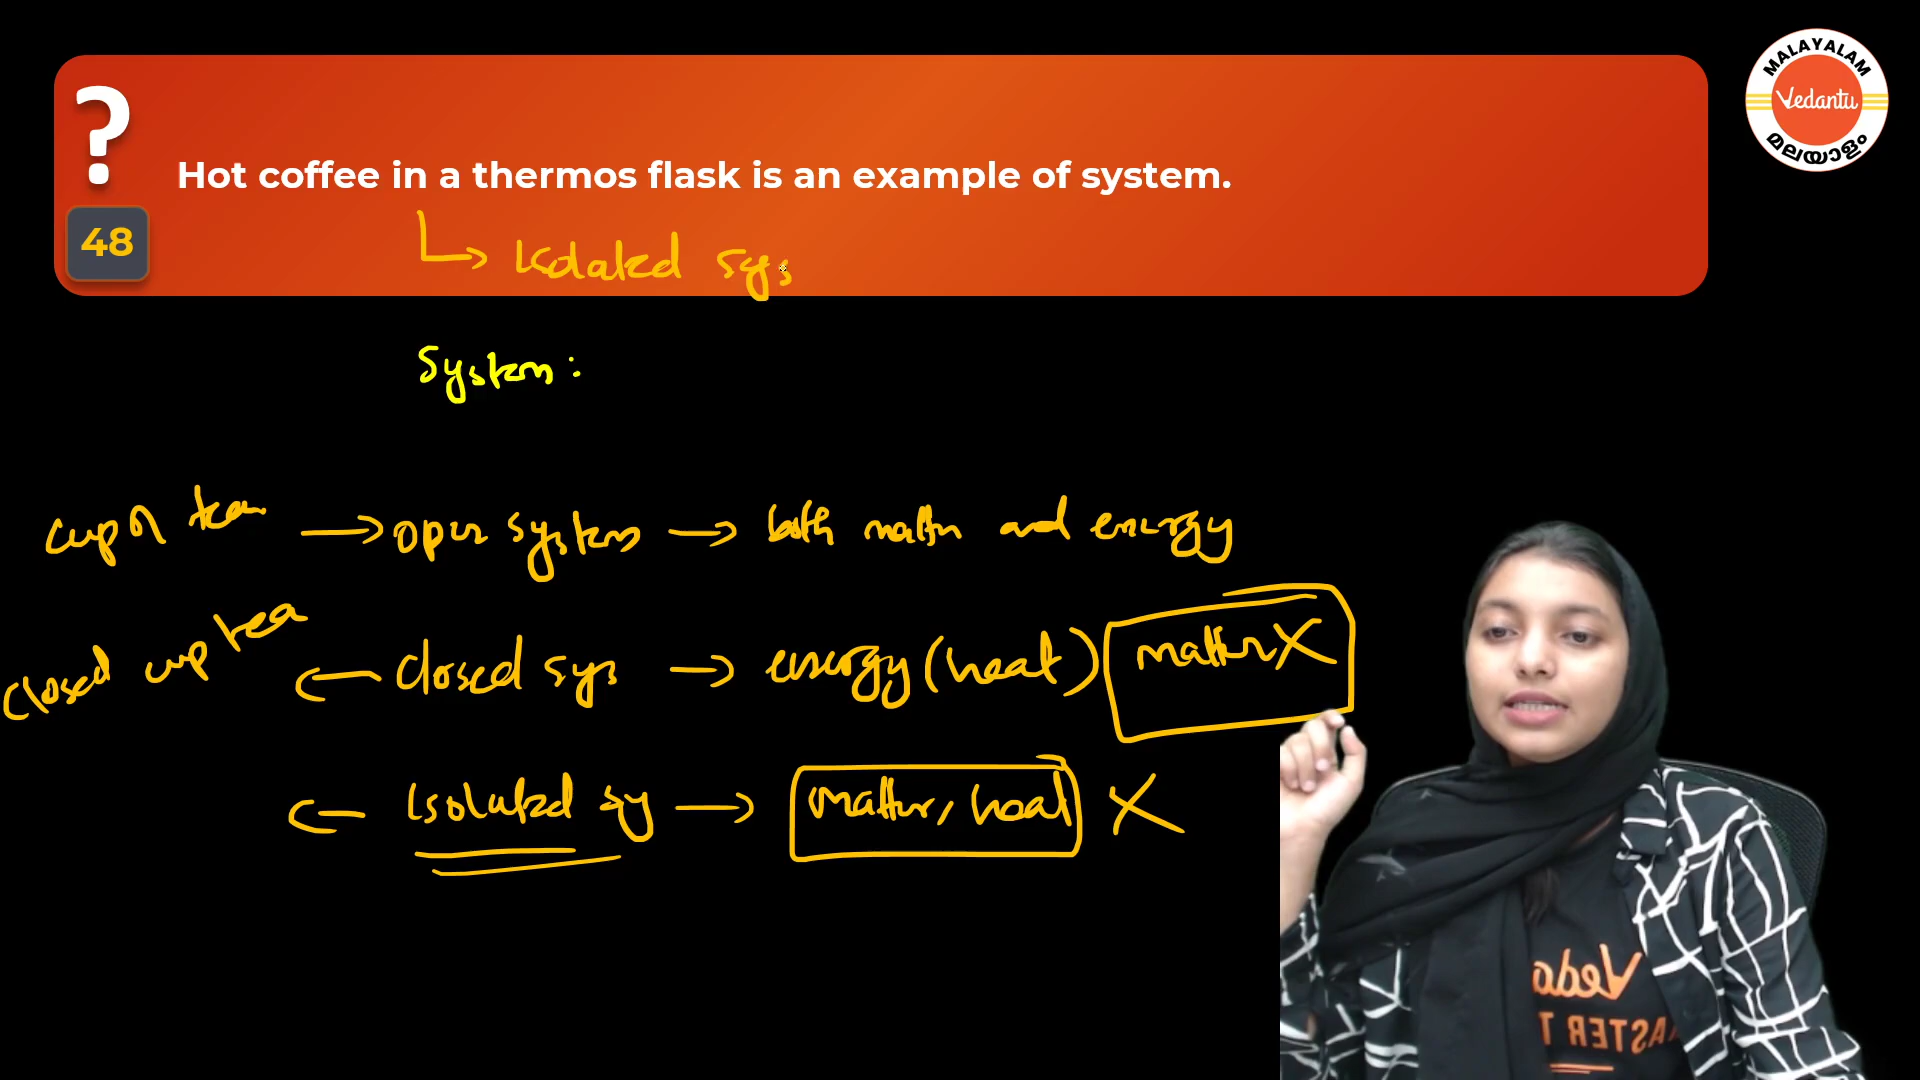 MALAYALAM
Vedantu
മലയാളം
?
Hot coffee in a thermos flask is an example of system.
48
Isolated sys
System:
cup of tea → open system → both matter and energy
closed cup tea ← closed sys → energy (heat) matter X
← Isolated sy → matter, heat X
Vedan
MASTER T